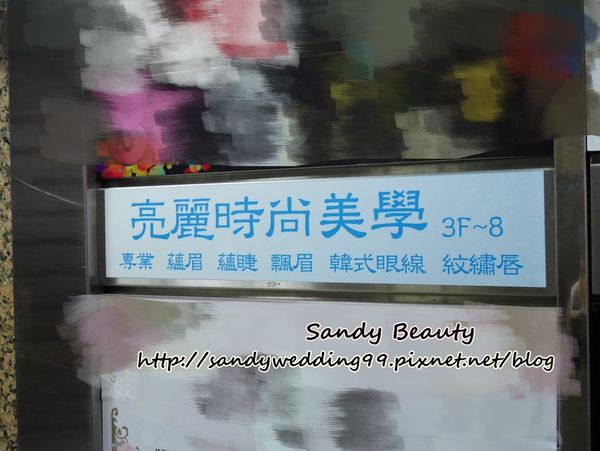 亮麗時尚美學 3F~8
專業 蘊眉 蘊睫 飄眉 韓式眼線 紋繡唇
Sandy Beauty
http://sandywedding99.pixnet.net/blog